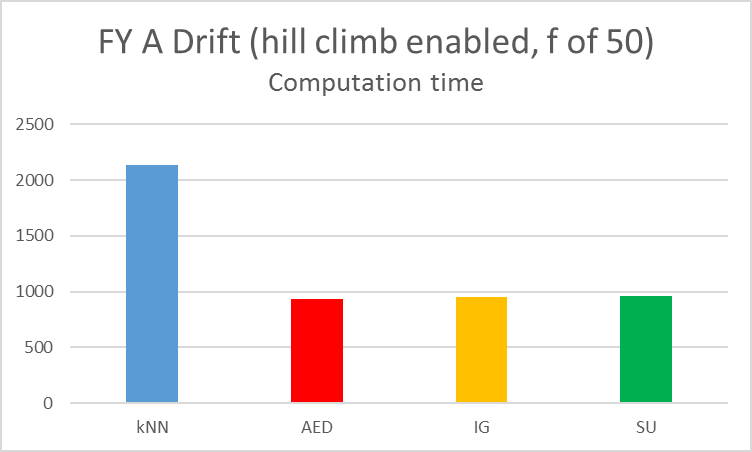 FY A Drift (hill climb enabled, f of 50)
Computation time
2500
2000
1500
1000
500
0
kNN AED IG SU